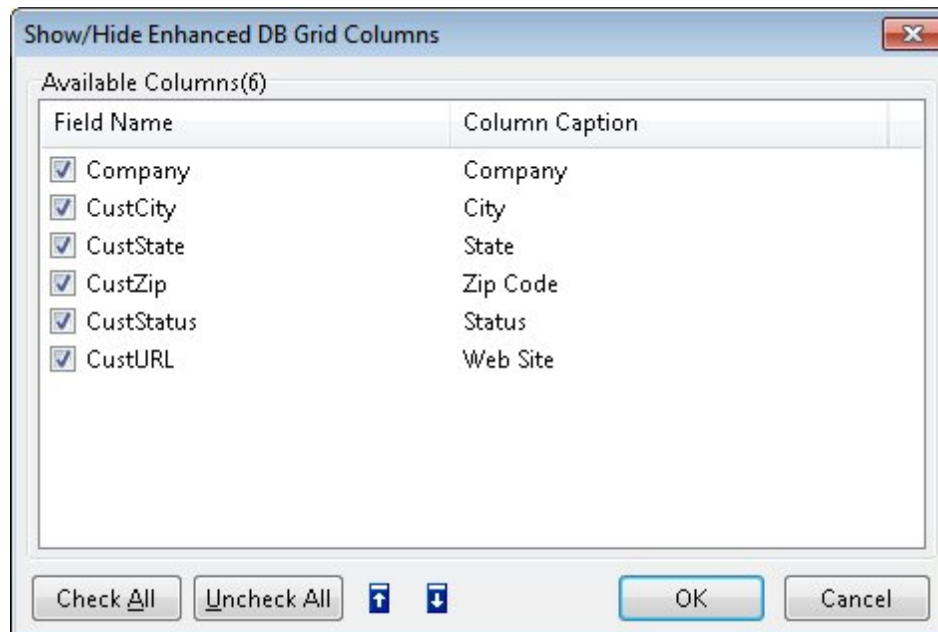 Show/Hide Enhanced DB Grid Columns
Available Columns(6)
Field Name Column Caption
Company Company
CustCity City
CustState State
CustZip Zip Code
CustStatus Status
CustURL Web Site
Check All Uncheck All OK Cancel